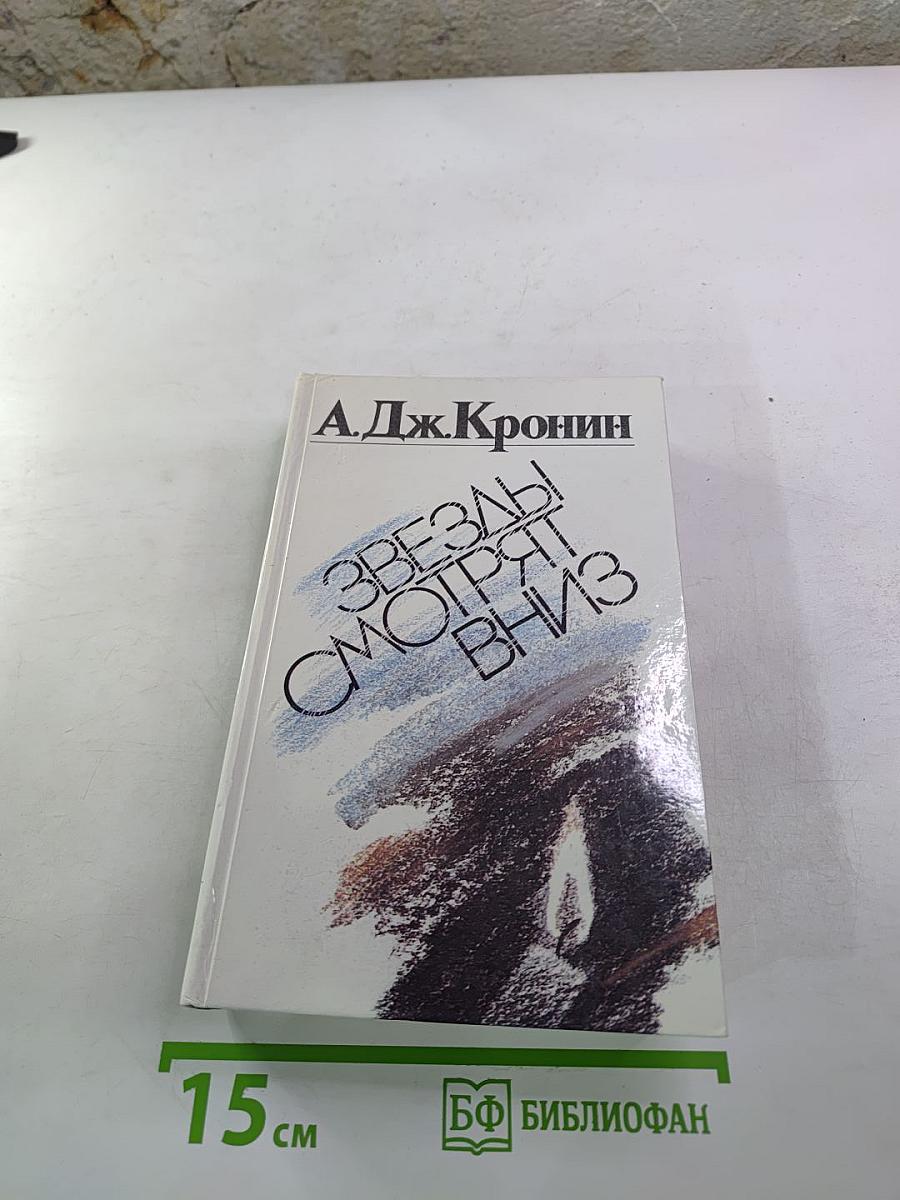 А.Дж.Кронин
ЗВЕЗДЫ
СМОТРЯТ
ВНИЗ
15 см
БФ БИБЛИОФАН